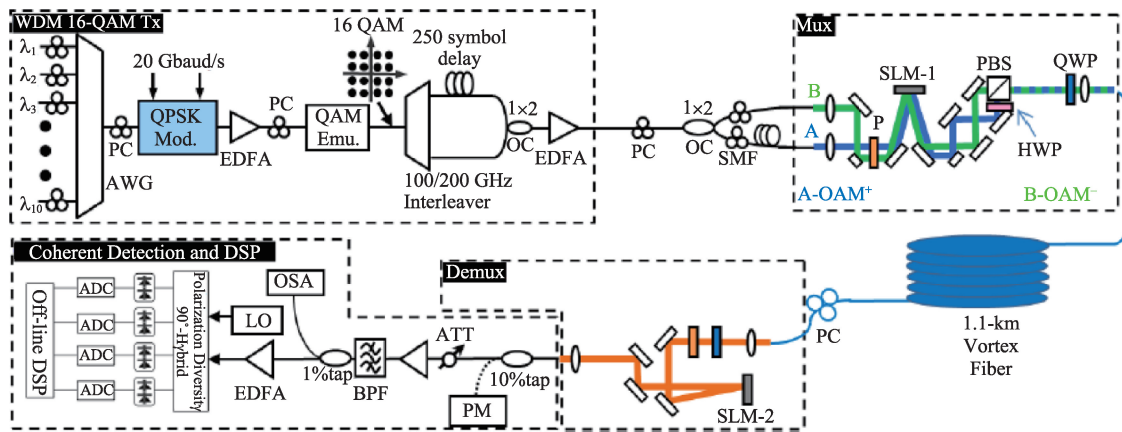 WDM 16-QAM Tx
λ1
λ2
λ3
λ10
AWG
PC
20 Gbaud/s
QPSK
Mod.
EDFA
PC
16 QAM
QAM
Emu.
250 symbol
delay
100/200 GHz
Interleaver
1×2
OC
EDFA
PC
1×2
OC
SMF
Mux
B
A
P
SLM-1
PBS
QWP
HWP
A-OAM+
B-OAM−
Coherent Detection and DSP
Off-line DSP
ADC
ADC
ADC
ADC
Polarization Diversity
90°-Hybrid
LO
OSA
EDFA
1%tap
BPF
ATT
PM
10%tap
Demux
SLM-2
PC
1.1-km
Vortex
Fiber